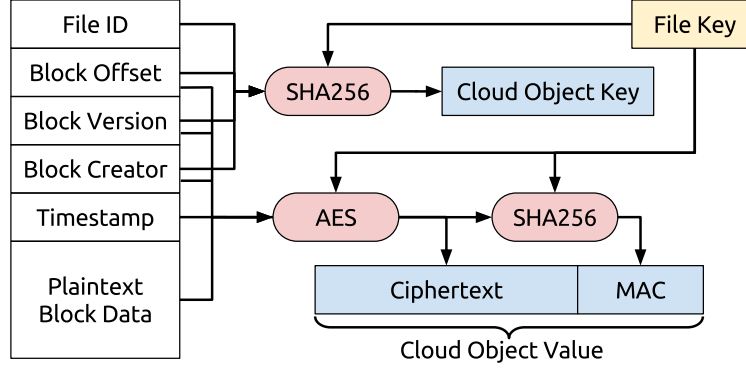 File ID
File Key
Block Offset
SHA256
Cloud Object Key
Block Version
Block Creator
Timestamp
AES
SHA256
Plaintext
Block Data
Ciphertext
MAC
Cloud Object Value